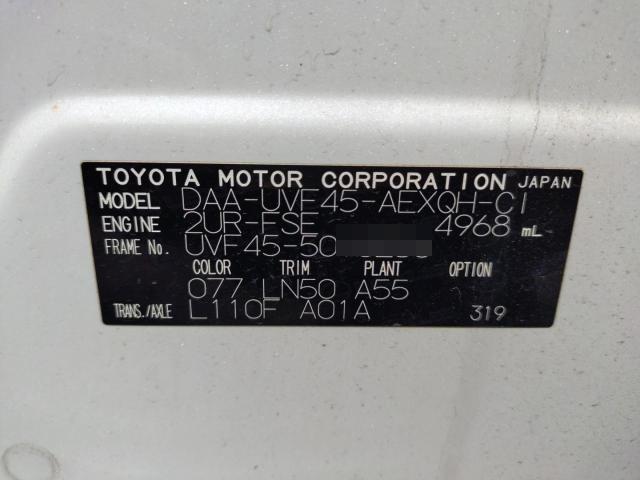 TOYOTA MOTOR CORPORATION JAPAN
MODEL DAA-UVF45-AEXQH-CI
ENGINE 2UR-FSE 4968 mL
FRAME No. UVF45-50
COLOR TRIM PLANT OPTION
077 LN50 A55
TRANS./AXLE L110F A01A 319